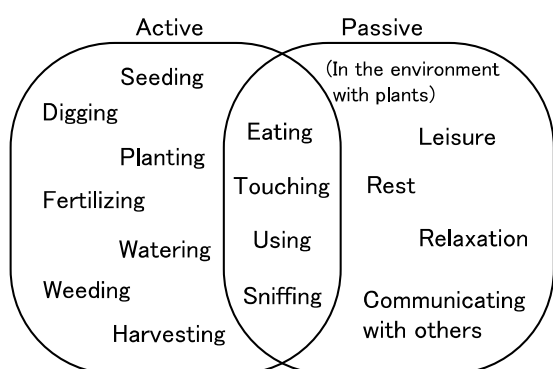 Active
Passive
Seeding
Digging
Planting
Fertilizing
Watering
Weeding
Harvesting
Eating
Touching
Using
Sniffing
(In the environment
with plants)
Leisure
Rest
Relaxation
Communicating
with others